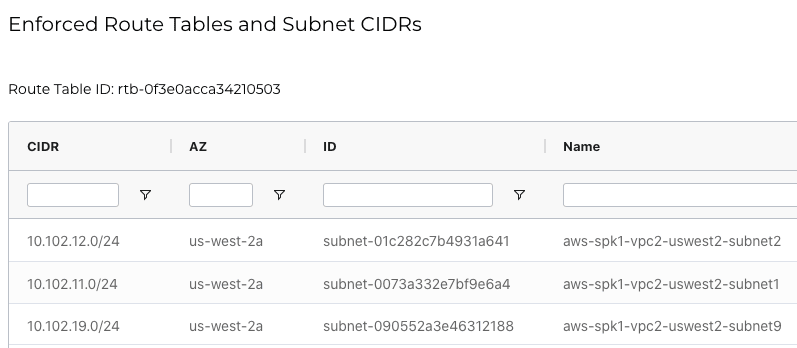 Enforced Route Tables and Subnet CIDRs
Route Table ID: rtb-0f3e0acca34210503
CIDR AZ ID Name
10.102.12.0/24 us-west-2a subnet-01c282c7b4931a641 aws-spk1-vpc2-uswest2-subnet2
10.102.11.0/24 us-west-2a subnet-0073a332e7bf9e6a4 aws-spk1-vpc2-uswest2-subnet1
10.102.19.0/24 us-west-2a subnet-090552a3e46312188 aws-spk1-vpc2-uswest2-subnet9